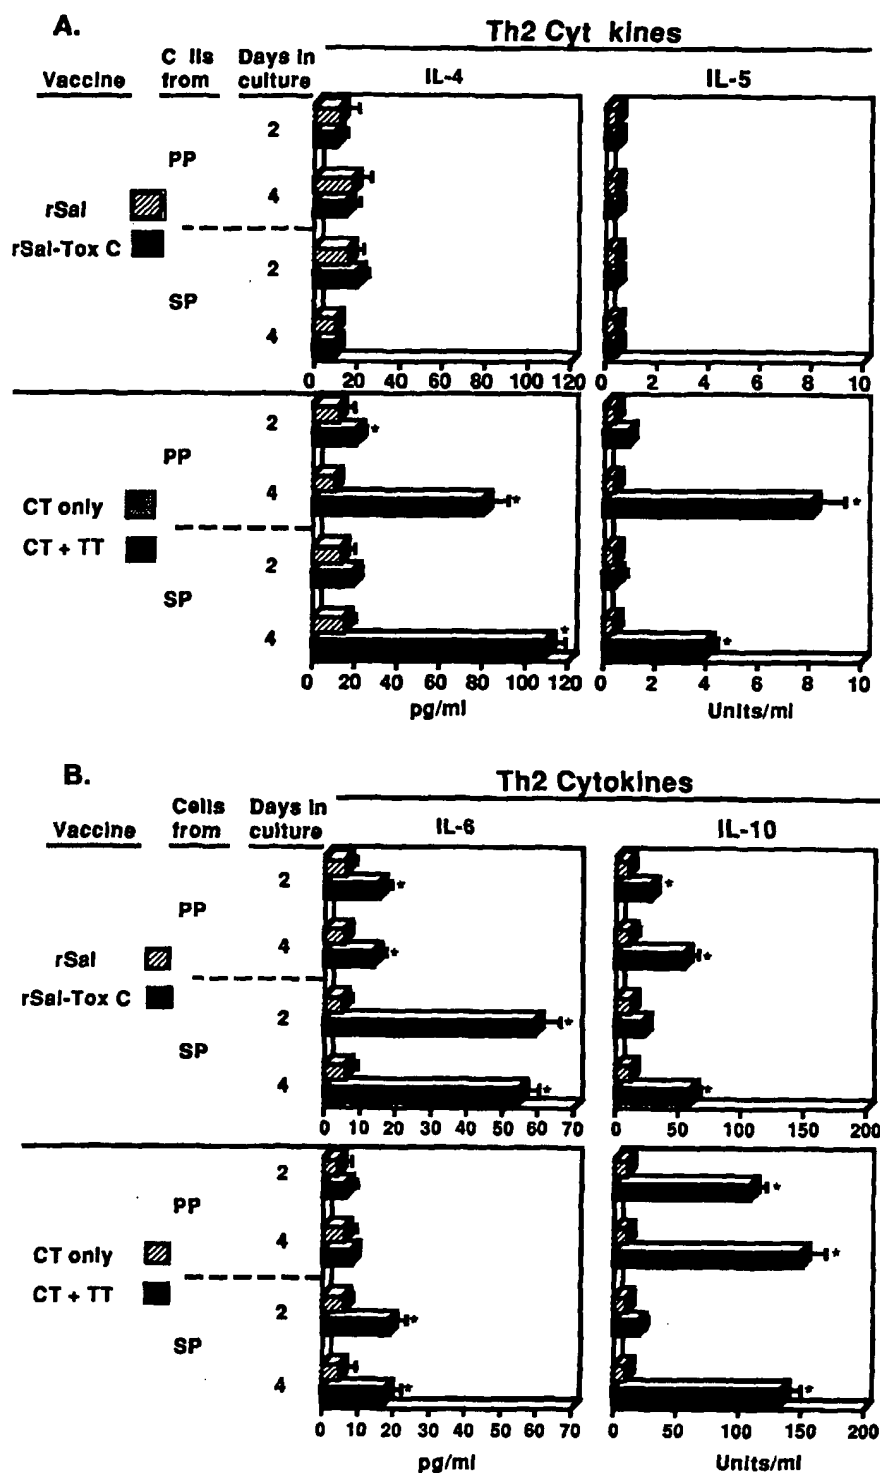 A.
Th2 Cyt kines
Vaccine
C lls from
Days in culture
IL-4
IL-5
2
PP
4
rSal
rSal-Tox C
2
SP
4
0 20 40 60 80 100 120
0 2 4 6 8 10
2
*
PP
4
*
*
CT only
CT + TT
2
SP
*
4
*
0 20 40 60 80 100 120
0 2 4 6 8 10
pg/ml
Units/ml
B.
Th2 Cytokines
Vaccine
Cells from
Days in culture
IL-6
IL-10
2
*
*
PP
4
*
*
rSal
rSal-Tox C
2
*
SP
4
*
*
0 10 20 30 40 50 60 70
0 50 100 150 200
2
*
PP
4
*
CT only
CT + TT
2
*
SP
4
*
*
0 10 20 30 40 50 60 70
0 50 100 150 200
pg/ml
Units/ml